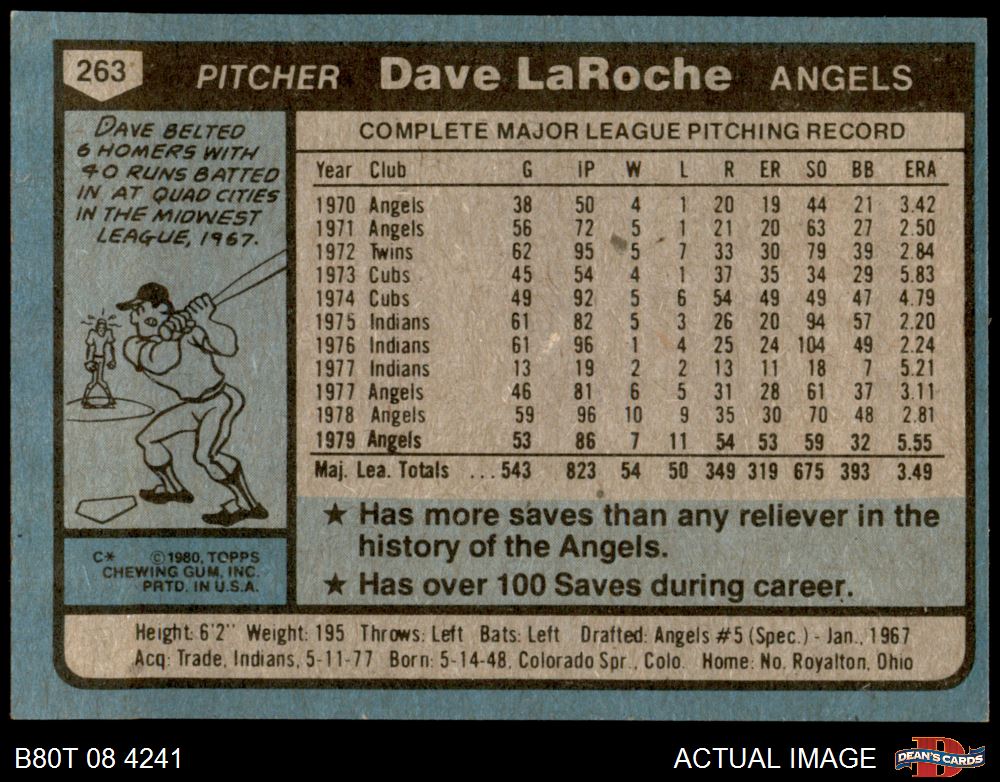 263 PITCHER Dave LaRoche ANGELS
DAVE BELTED
6 HOMERS WITH
40 RUNS BATTED
IN AT QUAD CITIES
IN THE MIDWEST
LEAGUE, 1967.
C* ©1980, TOPPS
CHEWING GUM, INC.
PRTD. IN U.S.A.
COMPLETE MAJOR LEAGUE PITCHING RECORD
Year Club G IP W L R ER SO BB ERA
1970 Angels 38 50 4 1 20 19 44 21 3.42
1971 Angels 56 72 5 1 21 20 63 27 2.50
1972 Twins 62 95 5 7 33 30 79 39 2.84
1973 Cubs 45 54 4 1 37 35 34 29 5.83
1974 Cubs 49 92 5 6 54 49 49 47 4.79
1975 Indians 61 82 5 3 26 20 94 57 2.20
1976 Indians 61 96 1 4 25 24 104 49 2.24
1977 Indians 13 19 2 2 13 11 18 7 5.21
1977 Angels 46 81 6 5 31 28 61 37 3.11
1978 Angels 59 96 10 9 35 30 70 48 2.81
1979 Angels 53 86 7 11 54 53 59 32 5.55
Maj. Lea. Totals ...543 823 54 50 349 319 675 393 3.49
★ Has more saves than any reliever in the
history of the Angels.
★ Has over 100 Saves during career.
Height: 6'2" Weight: 195 Throws: Left Bats: Left Drafted: Angels #5 (Spec.) - Jan., 1967
Acq: Trade, Indians, 5-11-77 Born: 5-14-48, Colorado Spr., Colo. Home: No. Royalton, Ohio
B80T 08 4241 ACTUAL IMAGE D DEAN'S CARDS